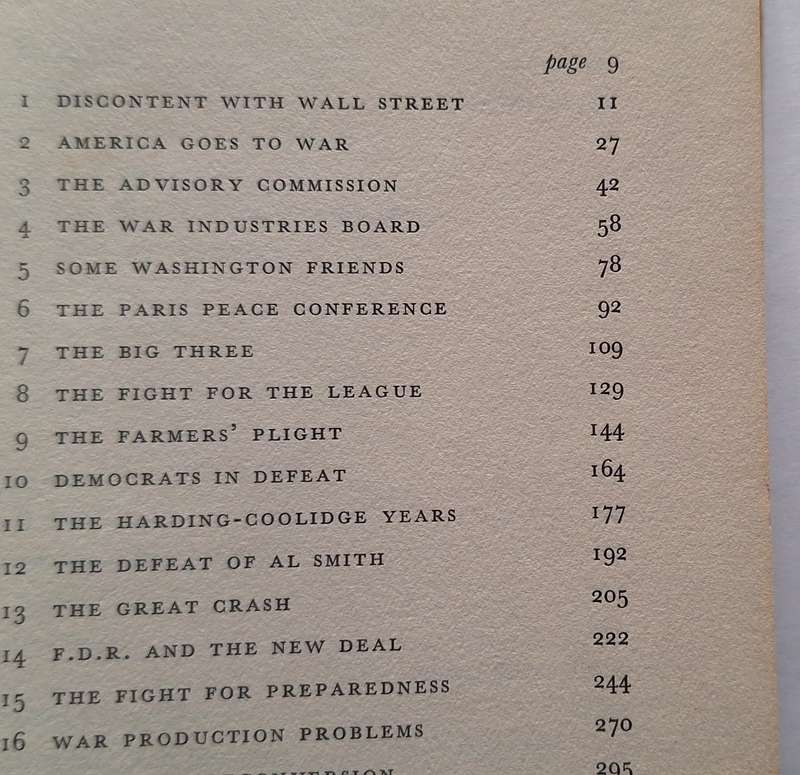 page 9
1 DISCONTENT WITH WALL STREET 11
2 AMERICA GOES TO WAR 27
3 THE ADVISORY COMMISSION 42
4 THE WAR INDUSTRIES BOARD 58
5 SOME WASHINGTON FRIENDS 78
6 THE PARIS PEACE CONFERENCE 92
7 THE BIG THREE 109
8 THE FIGHT FOR THE LEAGUE 129
9 THE FARMERS' PLIGHT 144
10 DEMOCRATS IN DEFEAT 164
11 THE HARDING-COOLIDGE YEARS 177
12 THE DEFEAT OF AL SMITH 192
13 THE GREAT CRASH 205
14 F.D.R. AND THE NEW DEAL 222
15 THE FIGHT FOR PREPAREDNESS 244
16 WAR PRODUCTION PROBLEMS 270
295